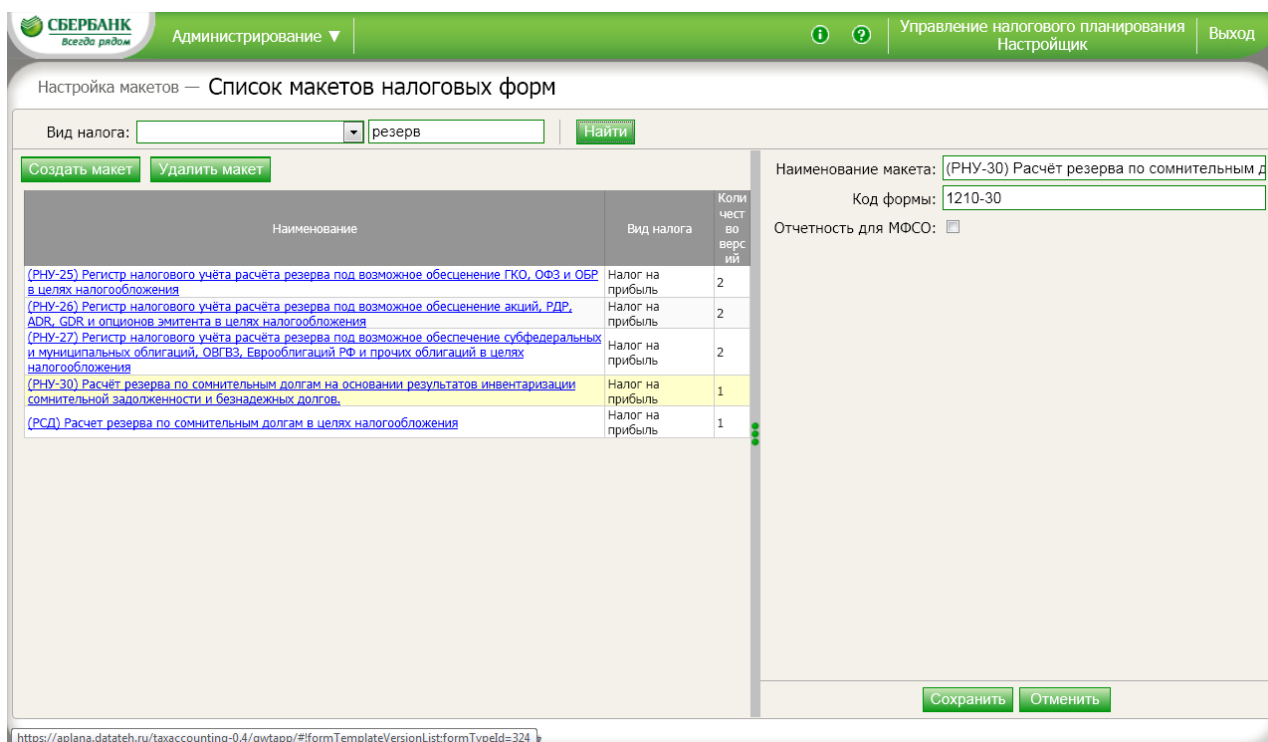 СБЕРБАНК
Всегда рядом
Администрирование ▼
Управление налогового планирования
Настройщик
Выход
Настройка макетов — Список макетов налоговых форм
Вид налога:
резерв
Найти
Создать макет
Удалить макет
Наименование
Вид налога
Коли
чест
во
верс
ий
(РНУ-25) Регистр налогового учёта расчёта резерва под возможное обесценение ГКО, ОФЗ и ОБР
в целях налогообложения
Налог на
прибыль
2
(РНУ-26) Регистр налогового учёта расчёта резерва под возможное обесценение акций, РДР,
ADR, GDR и опционов эмитента в целях налогообложения
Налог на
прибыль
2
(РНУ-27) Регистр налогового учёта расчёта резерва под возможное обеспечение субфедеральных
и муниципальных облигаций, ОВГВЗ, Еврооблигаций РФ и прочих облигаций в целях
налогообложения
Налог на
прибыль
2
(РНУ-30) Расчёт резерва по сомнительным долгам на основании результатов инвентаризации
сомнительной задолженности и безнадежных долгов.
Налог на
прибыль
1
(РСД) Расчет резерва по сомнительным долгам в целях налогообложения
Налог на
прибыль
1
Наименование макета: (РНУ-30) Расчёт резерва по сомнительным д
Код формы: 1210-30
Отчетность для МФСО:
Сохранить
Отменить
https://aplana.datateh.ru/taxaccounting-0.4/gwtapp/#!formTemplateVersionList;formTypeId=324